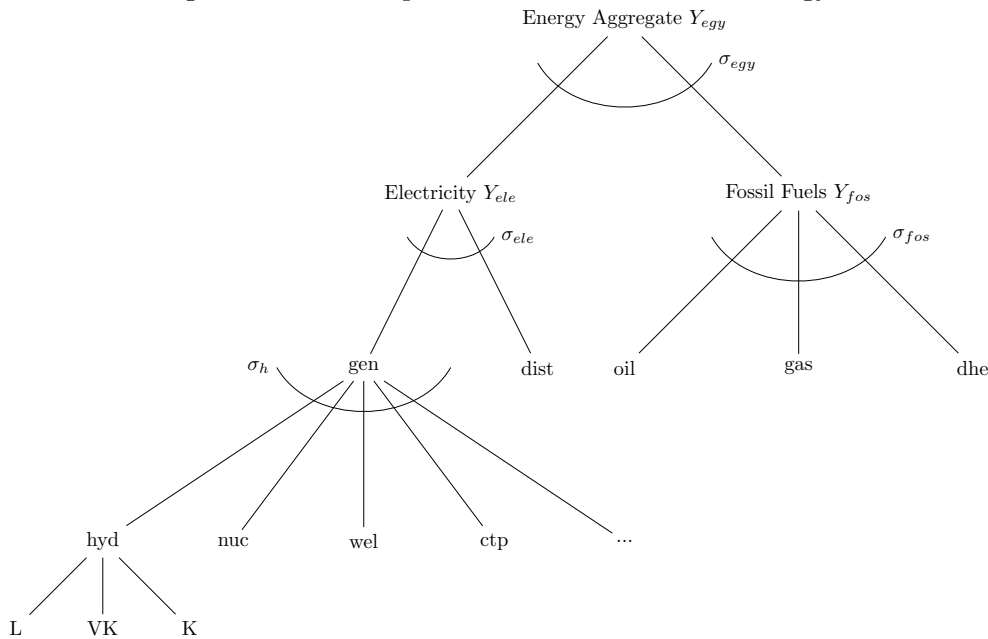 Energy Aggregate Y_egy
σ_egy
Electricity Y_ele
Fossil Fuels Y_fos
σ_ele
σ_fos
σ_h
gen
dist
oil
gas
dhe
hyd
nuc
wel
ctp
...
L
VK
K